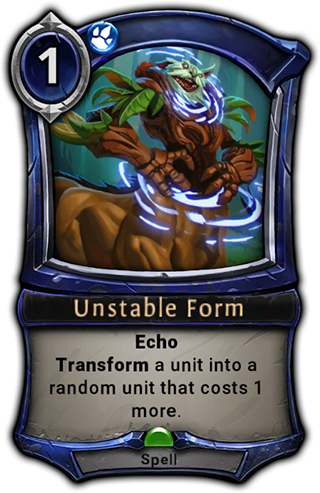 1
Unstable Form
Echo
Transform a unit into a
random unit that costs 1
more.
Spell